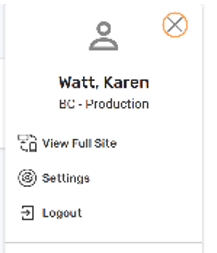 Watt, Karen
BC - Production
View Full Site
Settings
Logout